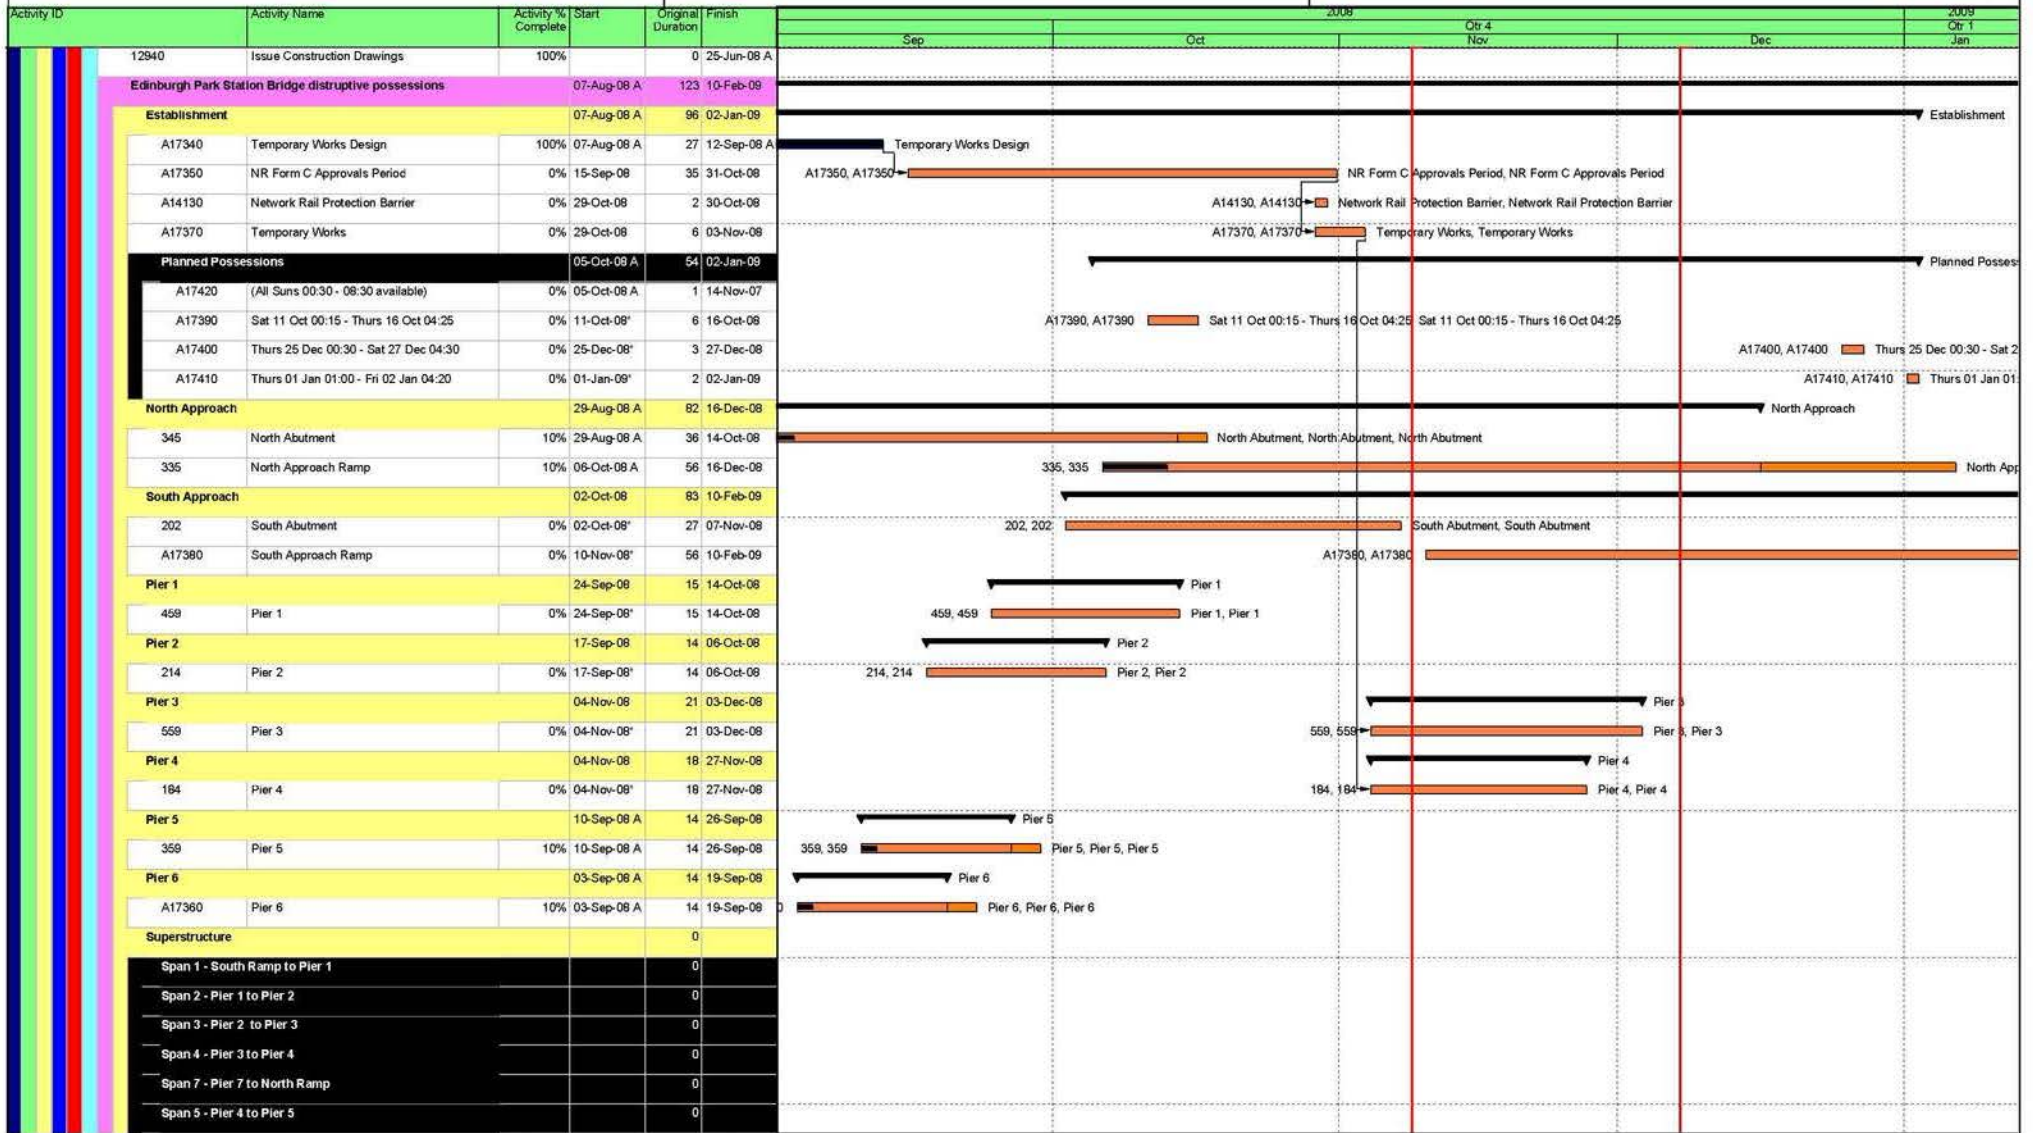 Activity ID Activity Name Activity % Complete Start Original Duration Finish 2008 2009
Qtr 4 Qtr 1
Sep Oct Nov Dec Jan
12940 Issue Construction Drawings 100% 0 25-Jun-08 A
Edinburgh Park Station Bridge distruptive possessions 07-Aug-08 A 123 10-Feb-09
Establishment 07-Aug-08 A 96 02-Jan-09 Establishment
A17340 Temporary Works Design 100% 07-Aug-08 A 27 12-Sep-08 A Temporary Works Design
A17350 NR Form C Approvals Period 0% 15-Sep-08 35 31-Oct-08 A17350, A17350 NR Form C Approvals Period, NR Form C Approvals Period
A14130 Network Rail Protection Barrier 0% 29-Oct-08 2 30-Oct-08 A14130, A14130 Network Rail Protection Barrier, Network Rail Protection Barrier
A17370 Temporary Works 0% 29-Oct-08 6 03-Nov-08 A17370, A17370 Temporary Works, Temporary Works
Planned Possessions 05-Oct-08 A 54 02-Jan-09 Planned Posses
A17420 (All Suns 00:30 - 08:30 available) 0% 05-Oct-08 A 1 14-Nov-07
A17390 Sat 11 Oct 00:15 - Thurs 16 Oct 04:25 0% 11-Oct-08* 6 16-Oct-08 A17390, A17390 Sat 11 Oct 00:15 - Thurs 16 Oct 04:25 Sat 11 Oct 00:15 - Thurs 16 Oct 04:25
A17400 Thurs 25 Dec 00:30 - Sat 27 Dec 04:30 0% 25-Dec-08* 3 27-Dec-08 A17400, A17400 Thurs 25 Dec 00:30 - Sat 2
A17410 Thurs 01 Jan 01:00 - Fri 02 Jan 04:20 0% 01-Jan-09* 2 02-Jan-09 A17410, A17410 Thurs 01 Jan 01:
North Approach 29-Aug-08 A 82 16-Dec-08 North Approach
345 North Abutment 10% 29-Aug-08 A 36 14-Oct-08 North Abutment, North Abutment, North Abutment
335 North Approach Ramp 10% 06-Oct-08 A 56 16-Dec-08 335, 335 North App
South Approach 02-Oct-08 83 10-Feb-09
202 South Abutment 0% 02-Oct-08* 27 07-Nov-08 202, 202 South Abutment, South Abutment
A17380 South Approach Ramp 0% 10-Nov-08* 56 10-Feb-09 A17380, A17380
Pier 1 24-Sep-08 15 14-Oct-08 Pier 1
459 Pier 1 0% 24-Sep-08* 15 14-Oct-08 459, 459 Pier 1, Pier 1
Pier 2 17-Sep-08 14 06-Oct-08 Pier 2
214 Pier 2 0% 17-Sep-08* 14 06-Oct-08 214, 214 Pier 2, Pier 2
Pier 3 04-Nov-08 21 03-Dec-08 Pier 3
559 Pier 3 0% 04-Nov-08* 21 03-Dec-08 559, 559 Pier 3, Pier 3
Pier 4 04-Nov-08 18 27-Nov-08 Pier 4
184 Pier 4 0% 04-Nov-08* 18 27-Nov-08 184, 184 Pier 4, Pier 4
Pier 5 10-Sep-08 A 14 26-Sep-08 Pier 5
359 Pier 5 10% 10-Sep-08 A 14 26-Sep-08 359, 359 Pier 5, Pier 5, Pier 5
Pier 6 03-Sep-08 A 14 19-Sep-08 Pier 6
A17360 Pier 6 10% 03-Sep-08 A 14 19-Sep-08 0 Pier 6, Pier 6, Pier 6
Superstructure 0
Span 1 - South Ramp to Pier 1 0
Span 2 - Pier 1 to Pier 2 0
Span 3 - Pier 2 to Pier 3 0
Span 4 - Pier 3 to Pier 4 0
Span 7 - Pier 7 to North Ramp 0
Span 5 - Pier 4 to Pier 5 0